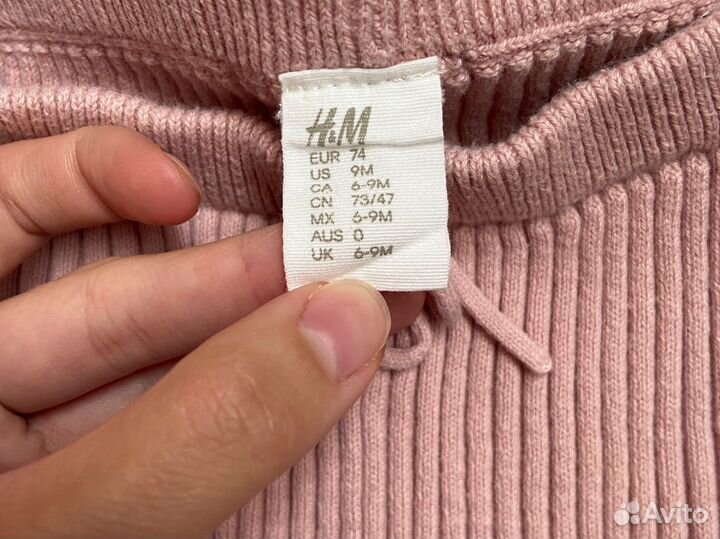 H&M
EUR 74
US 9M
CA 6-9M
CN 73/47
MX 6-9M
AUS 0
UK 6-9M
Avito